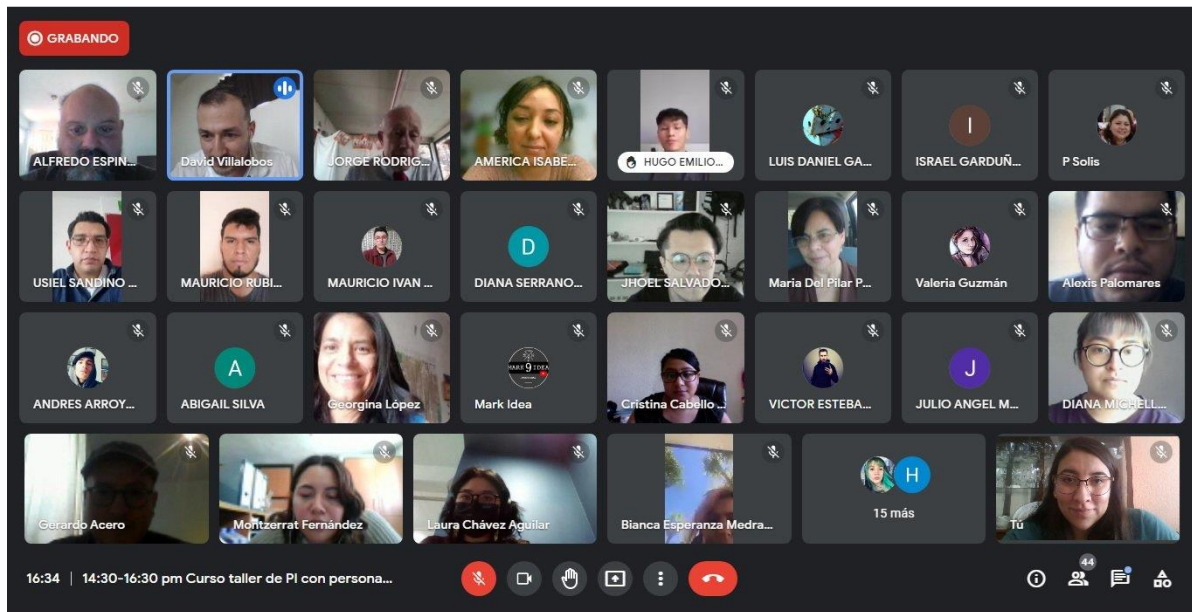 GRABANDO
ALFREDO ESPIN...
David Villalobos
JORGE RODRIG...
AMERICA ISABE...
HUGO EMILIO...
LUIS DANIEL GA...
I
ISRAEL GARDUÑ...
P Solis
USIEL SANDINO ...
MAURICIO RUBI...
MAURICIO IVAN ...
D
DIANA SERRANO...
JHOEL SALVADO...
Maria Del Pilar P...
Valeria Guzmán
Alexis Palomares
ANDRES ARROY...
A
ABIGAIL SILVA
Georgina López
MARK 9 IDEA
Mark Idea
Cristina Cabello ...
VICTOR ESTEBA...
J
JULIO ANGEL M...
DIANA MICHELL...
Gerardo Acero
Montzerrat Fernández
Laura Chávez Aguilar
Bianca Esperanza Medra...
H
15 más
Tú
16:34 | 14:30-16:30 pm Curso taller de PI con persona...
44